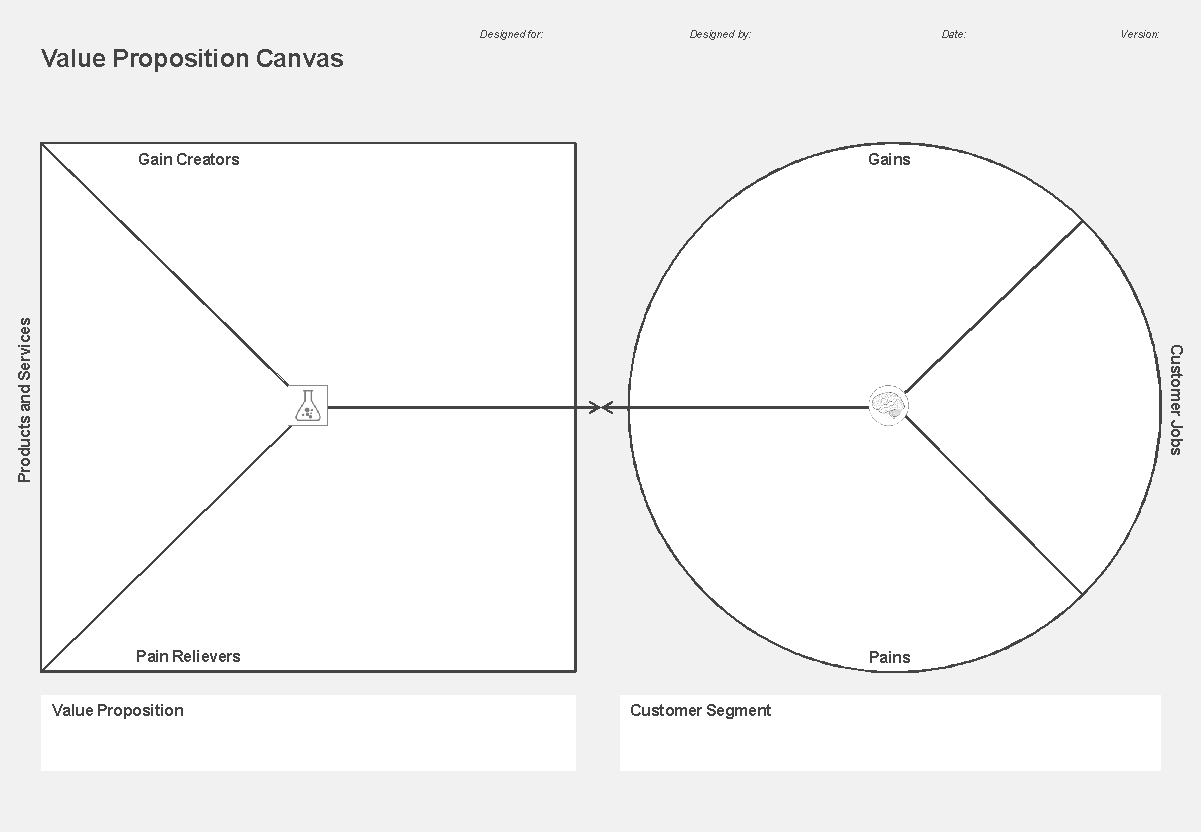 Designed for:
Designed by:
Date:
Version:
Value Proposition Canvas
Gain Creators
Gains
Products and Services
Customer Jobs
Pain Relievers
Pains
Value Proposition
Customer Segment